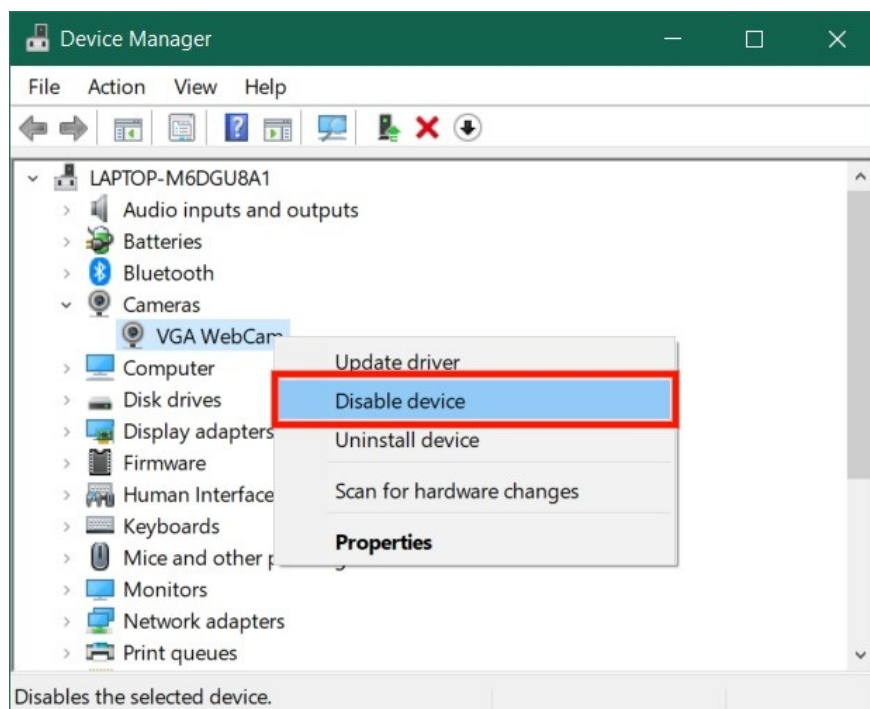 Device Manager
File Action View Help
LAPTOP-M6DGU8A1
Audio inputs and outputs
Batteries
Bluetooth
Cameras
VGA WebCam
Update driver
Computer
Disable device
Disk drives
Display adapters
Uninstall device
Firmware
Human Interface
Scan for hardware changes
Keyboards
Properties
Mice and other
Monitors
Network adapters
Print queues
Disables the selected device.